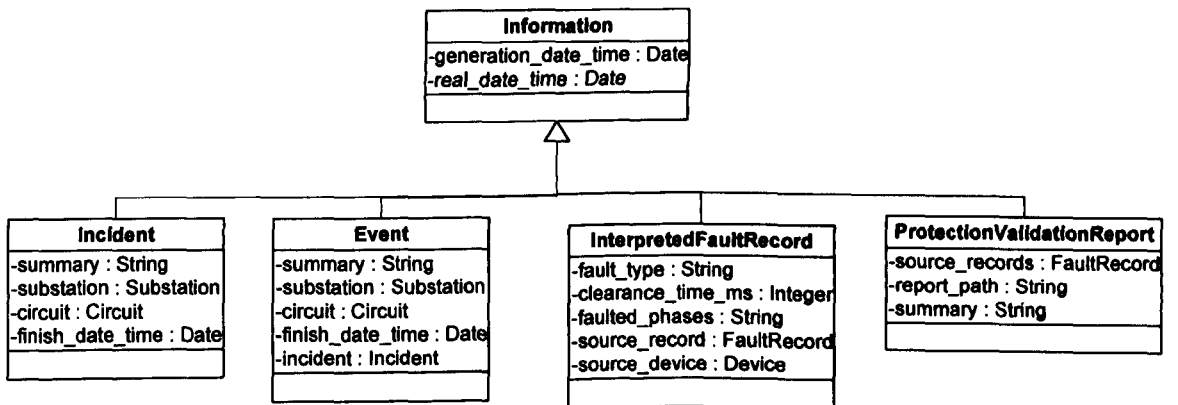 Information
-generation_date_time : Date
-real_date_time : Date
Incident
-summary : String
-substation : Substation
-circuit : Circuit
-finish_date_time : Date
Event
-summary : String
-substation : Substation
-circuit : Circuit
-finish_date_time : Date
-incident : Incident
InterpretedFaultRecord
-fault_type : String
-clearance_time_ms : Integer
-faulted_phases : String
-source_record : FaultRecord
-source_device : Device
ProtectionValidationReport
-source_records : FaultRecord
-report_path : String
-summary : String